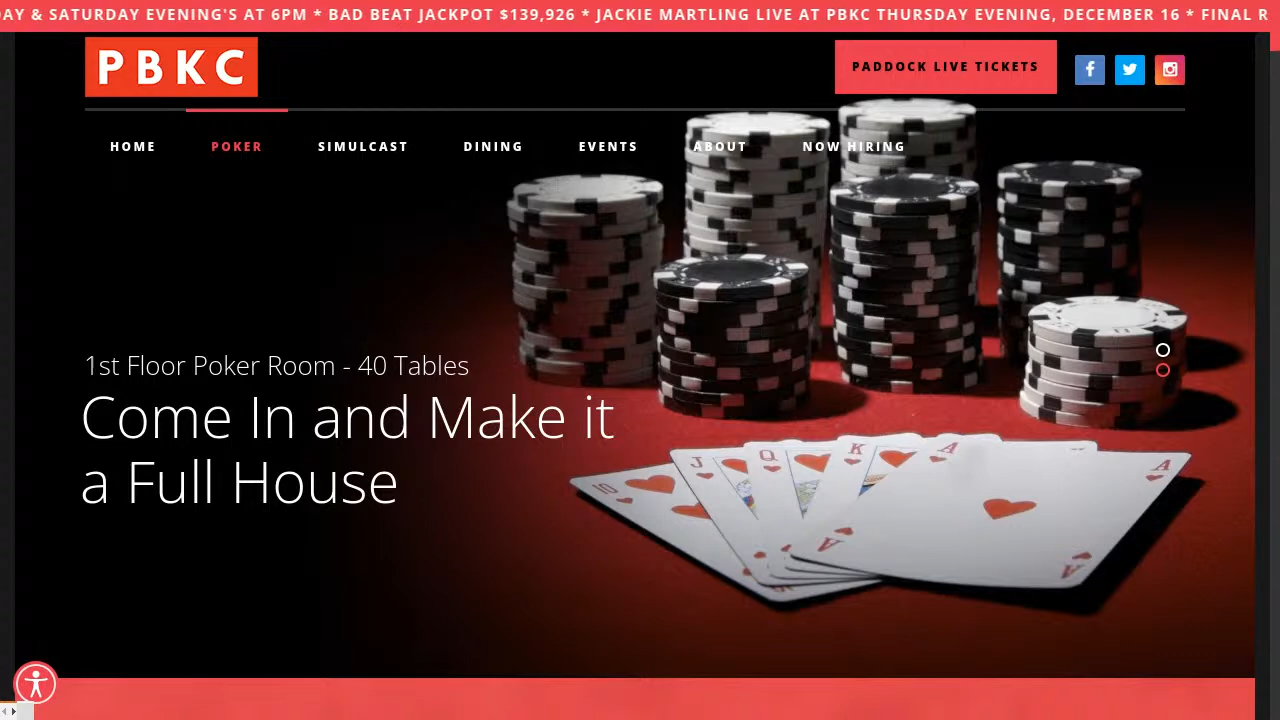 & SATURDAY EVENING'S AT 6PM * BAD BEAT JACKPOT $139,926 * JACKIE MARTLING LIVE AT PBKC THURSDAY EVENING, DECEMBER 16 * FINAL
PBKC
PADDOCK LIVE TICKETS
HOME POKER SIMULCAST DINING EVENTS ABOUT NOW HIRING
1st Floor Poker Room - 40 Tables
Come In and Make it
a Full House
10 J Q K A A
A A